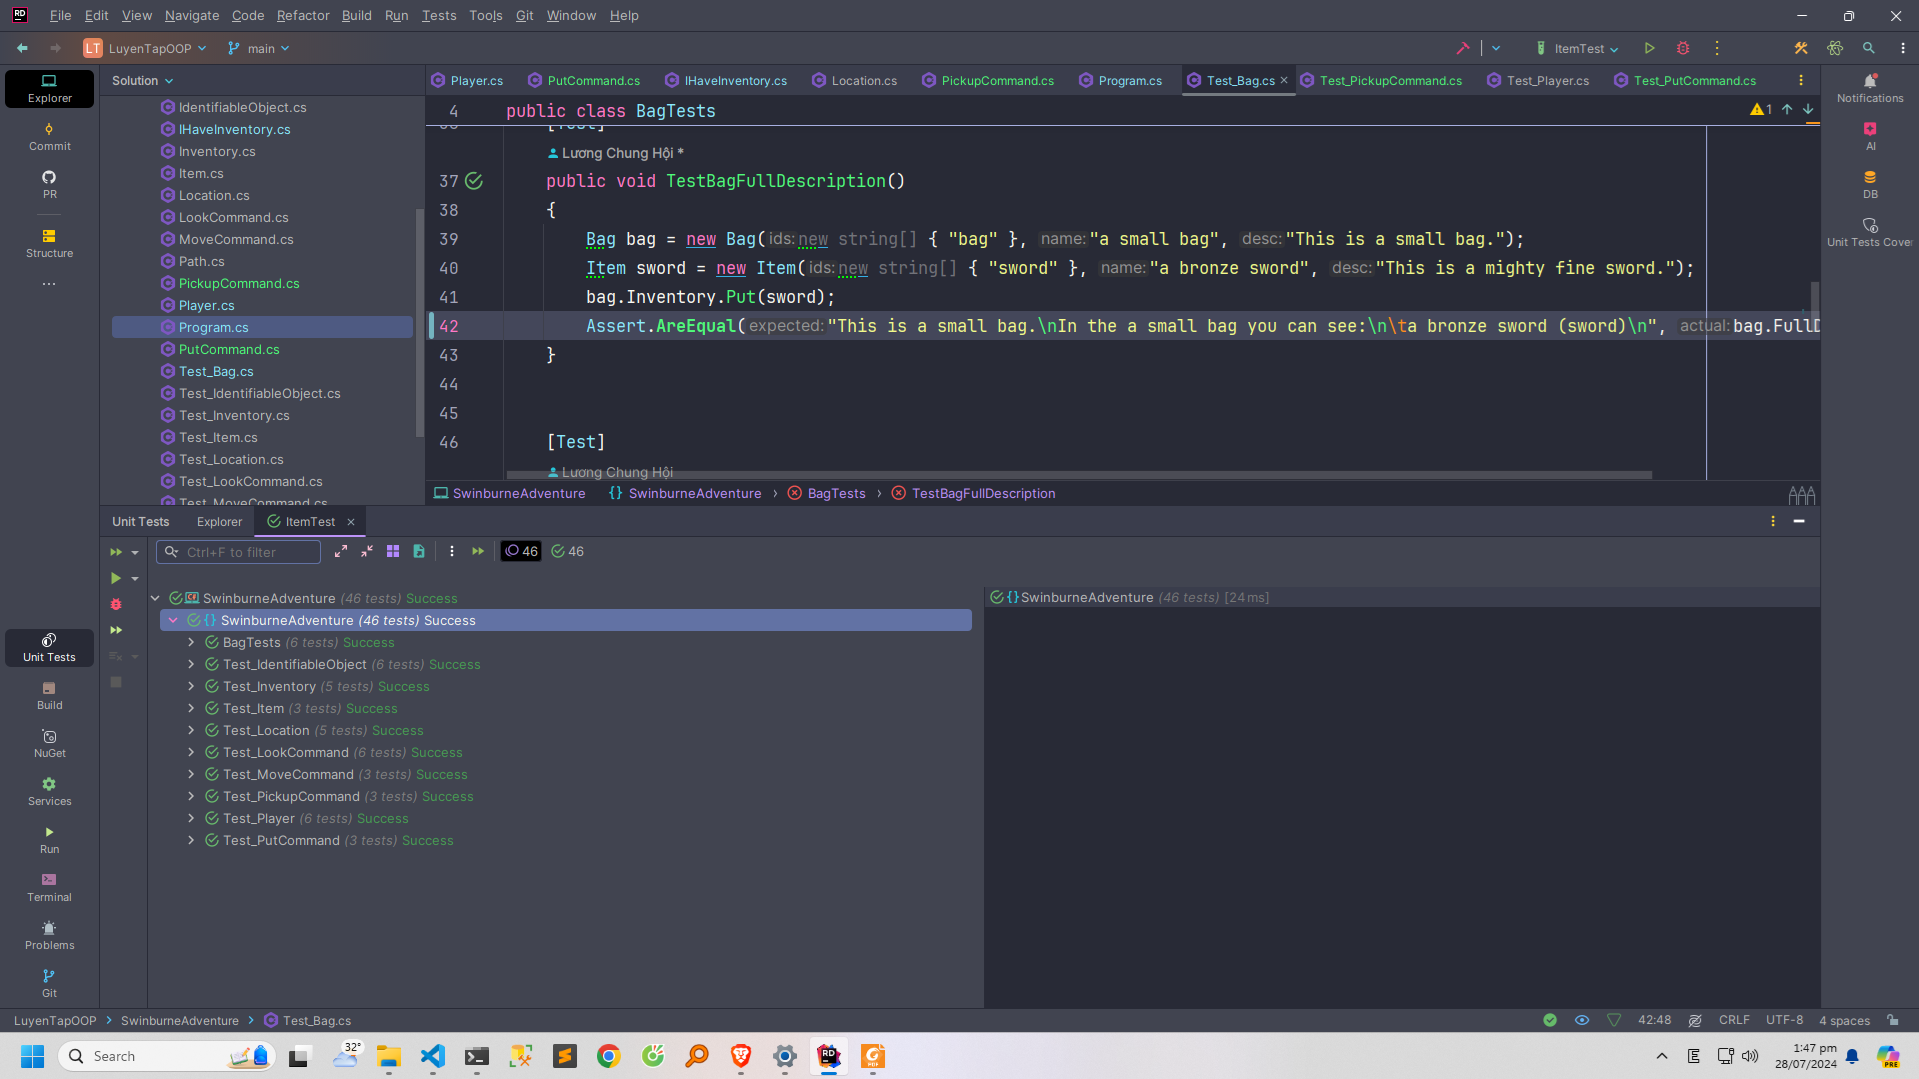 RD File Edit View Navigate Code Refactor Build Run Tests Tools Git Window Help
LT LuyenTapOOP main ItemTest
Explorer
Commit
PR
Structure
Solution
IdentifiableObject.cs
IHaveInventory.cs
Inventory.cs
Item.cs
Location.cs
LookCommand.cs
MoveCommand.cs
Path.cs
PickupCommand.cs
Player.cs
Program.cs
PutCommand.cs
Test_Bag.cs
Test_IdentifiableObject.cs
Test_Inventory.cs
Test_Item.cs
Test_Location.cs
Test_LookCommand.cs
Test_MoveCommand.cs
Player.cs PutCommand.cs IHaveInventory.cs Location.cs PickupCommand.cs Program.cs Test_Bag.cs Test_PickupCommand.cs Test_Player.cs Test_PutCommand.cs
4 public class BagTests
1
[Test]
Lương Chung Hội *
37 public void TestBagFullDescription()
38 {
39 Bag bag = new Bag(ids:new string[] { "bag" }, name:"a small bag", desc:"This is a small bag.");
40 Item sword = new Item(ids:new string[] { "sword" }, name:"a bronze sword", desc:"This is a mighty fine sword.");
41 bag.Inventory.Put(sword);
42 Assert.AreEqual(expected:"This is a small bag.\nIn the a small bag you can see:\n\ta bronze sword (sword)\n", actual:bag.FullD
43 }
44
45
46 [Test]
Lương Chung Hội
SwinburneAdventure {} SwinburneAdventure › BagTests › TestBagFullDescription
Notifications
AI
DB
Unit Tests Cover
Unit Tests Explorer ItemTest
Ctrl+F to filter 46 46
SwinburneAdventure (46 tests) Success
SwinburneAdventure (46 tests) Success
BagTests (6 tests) Success
Test_IdentifiableObject (6 tests) Success
Test_Inventory (5 tests) Success
Test_Item (3 tests) Success
Test_Location (5 tests) Success
Test_LookCommand (6 tests) Success
Test_MoveCommand (3 tests) Success
Test_PickupCommand (3 tests) Success
Test_Player (6 tests) Success
Test_PutCommand (3 tests) Success
{} SwinburneAdventure (46 tests) [24 ms]
Unit Tests
Build
NuGet
Services
Run
Terminal
Problems
Git
LuyenTapOOP › SwinburneAdventure › Test_Bag.cs
42:48 CRLF UTF-8 4 spaces
Search
32°
RD
PDF
E
1:47 pm
28/07/2024
PRE